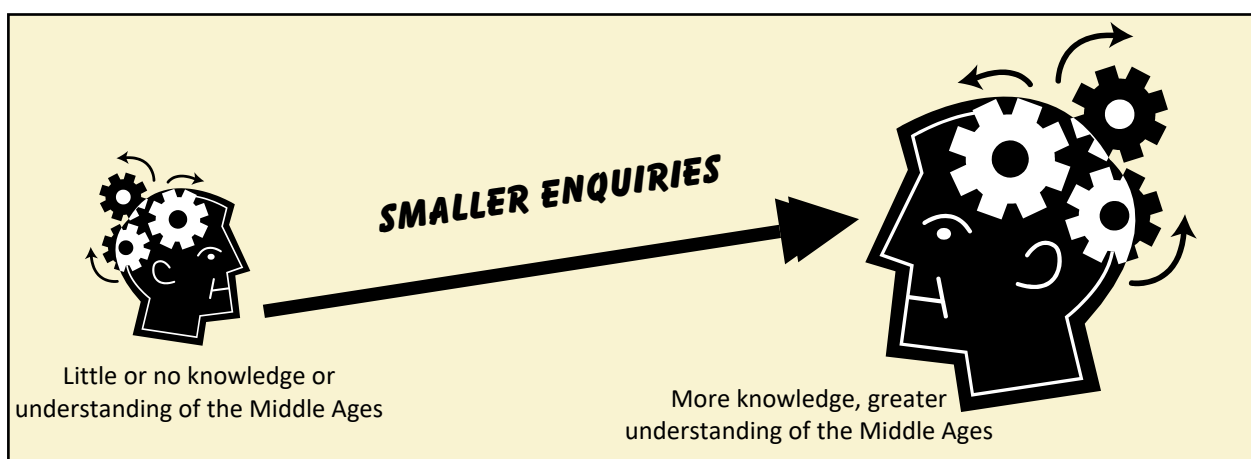 SMALLER ENQUIRIES
Little or no knowledge or
understanding of the Middle Ages
More knowledge, greater
understanding of the Middle Ages